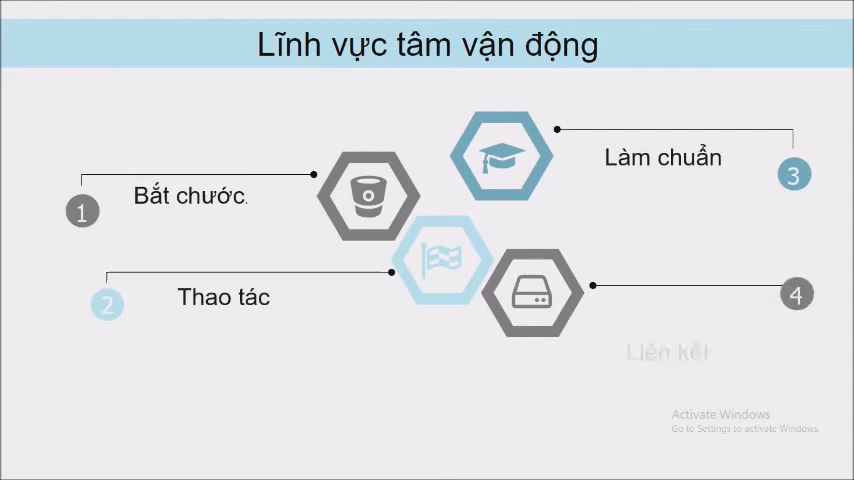 Lĩnh vực tâm vận động
1
Bắt chước.
2
Thao tác
3
Làm chuẩn
4
Liên kết
Activate Windows
Go to Settings to activate Windows.